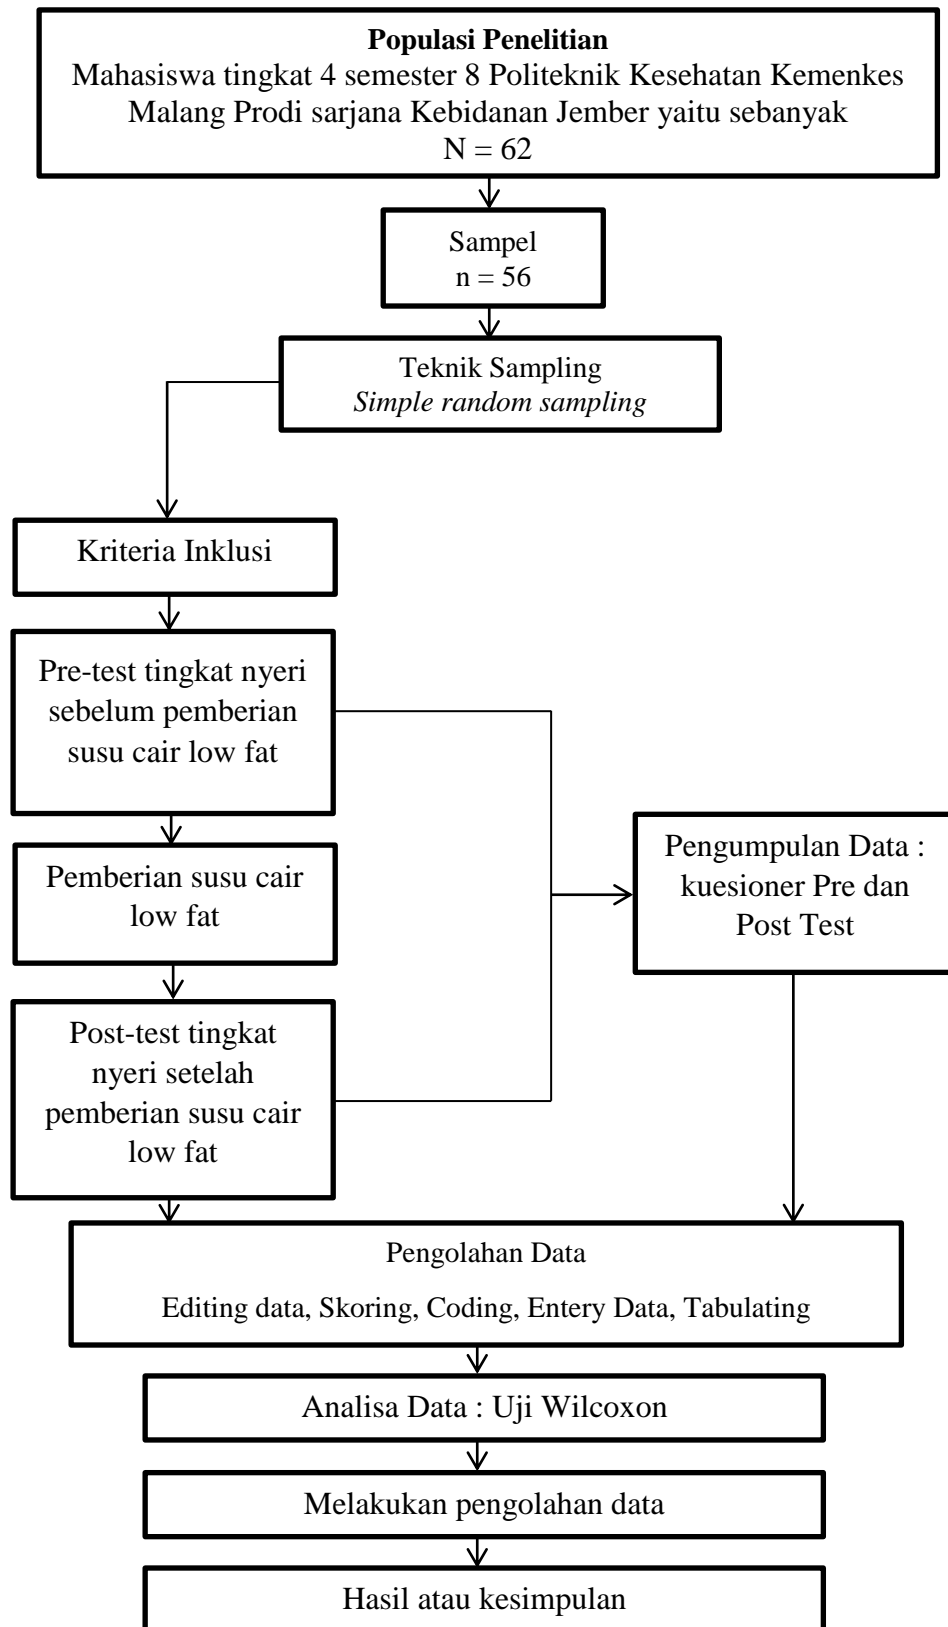 Populasi Penelitian
Mahasiswa tingkat 4 semester 8 Politeknik Kesehatan Kemenkes
Malang Prodi sarjana Kebidanan Jember yaitu sebanyak
N = 62
Sampel
n = 56
Teknik Sampling
Simple random sampling
Kriteria Inklusi
Pre-test tingkat nyeri
sebelum pemberian
susu cair low fat
Pemberian susu cair
low fat
Post-test tingkat
nyeri setelah
pemberian susu cair
low fat
Pengumpulan Data :
kuesioner Pre dan
Post Test
Pengolahan Data
Editing data, Skoring, Coding, Entery Data, Tabulating
Analisa Data : Uji Wilcoxon
Melakukan pengolahan data
Hasil atau kesimpulan